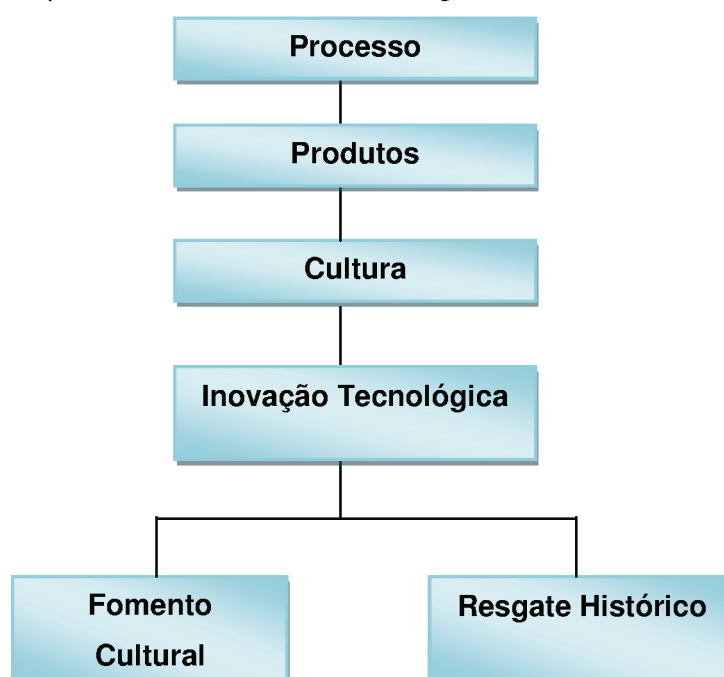 Processo
Produtos
Cultura
Inovação Tecnológica
Fomento
Cultural
Resgate Histórico